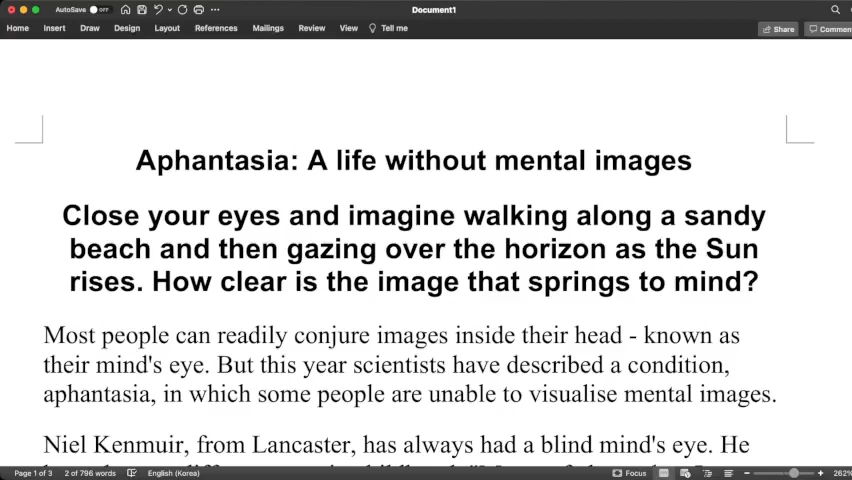 AutoSave OFF
Document1
Home Insert Draw Design Layout References Mailings Review View Tell me
Share
Aphantasia: A life without mental images
Close your eyes and imagine walking along a sandy
beach and then gazing over the horizon as the Sun
rises. How clear is the image that springs to mind?
Most people can readily conjure images inside their head - known as
their mind's eye. But this year scientists have described a condition,
aphantasia, in which some people are unable to visualise mental images.
Niel Kenmuir, from Lancaster, has always had a blind mind's eye. He
Page 1 of 3 2 of 796 words English (Korea) Focus 262%